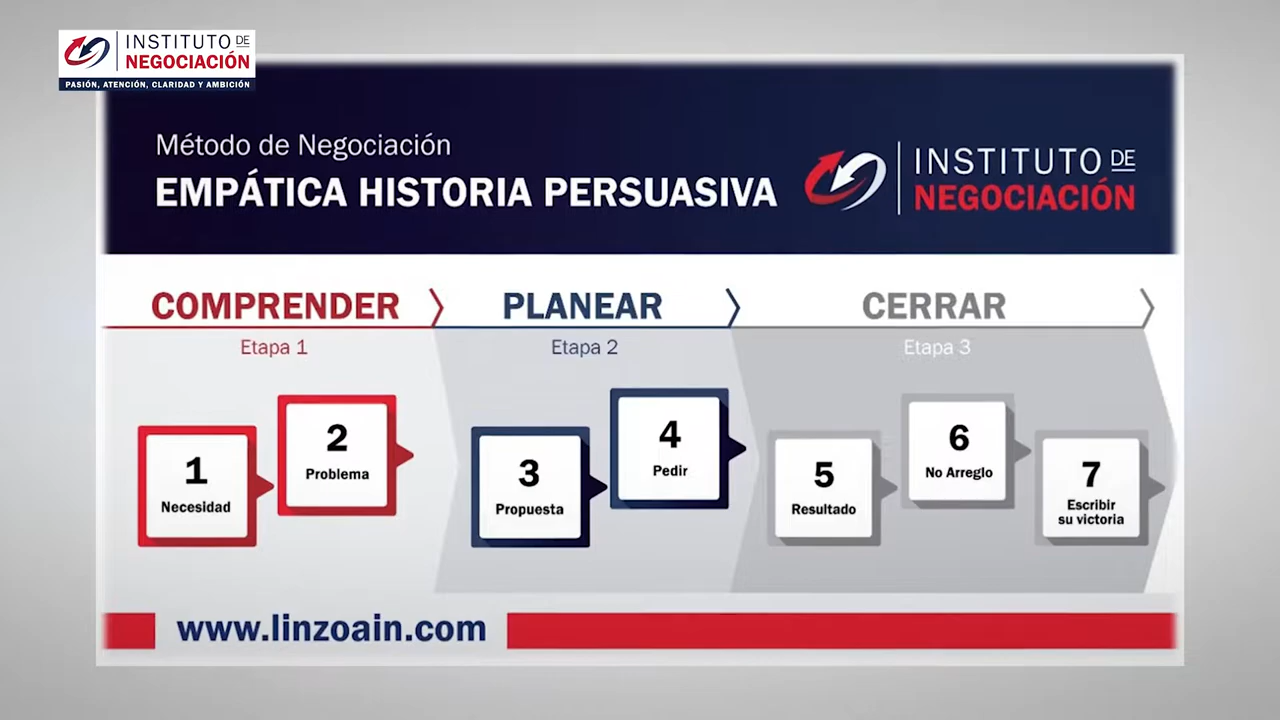 INSTITUTO DE
NEGOCIACIÓN
PASIÓN, ATENCIÓN, CLARIDAD Y AMBICIÓN
Método de Negociación
EMPÁTICA HISTORIA PERSUASIVA
INSTITUTO DE
NEGOCIACIÓN
COMPRENDER
PLANEAR
CERRAR
Etapa 1
Etapa 2
Etapa 3
1
Necesidad
2
Problema
3
Propuesta
4
Pedir
5
Resultado
6
No Arreglo
7
Escribir
su victoria
www.linzoain.com